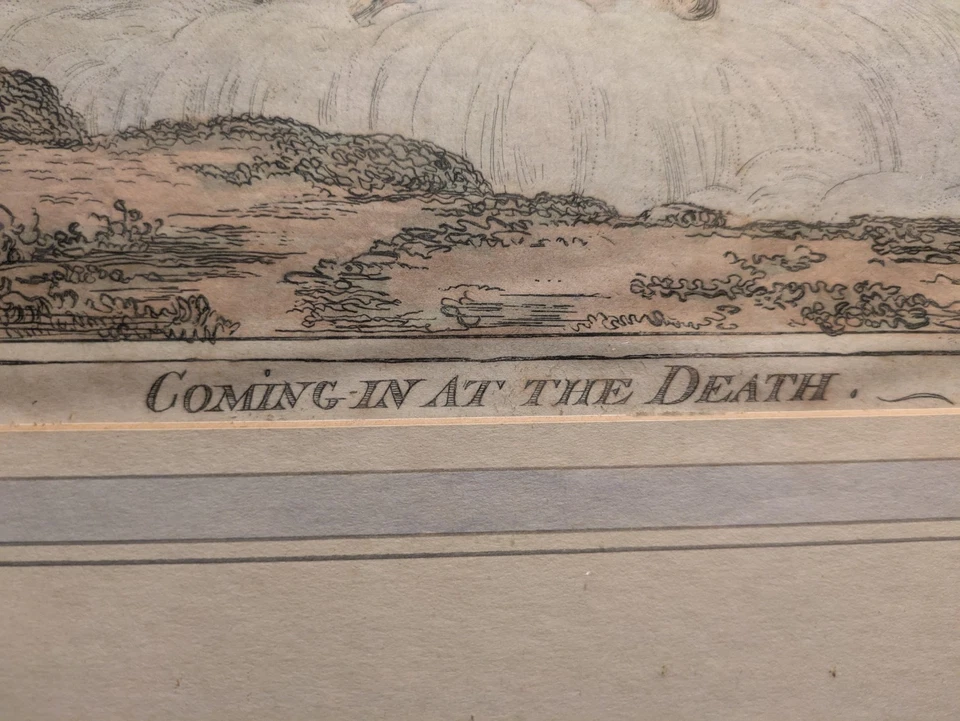 COMING-IN AT THE DEATH.